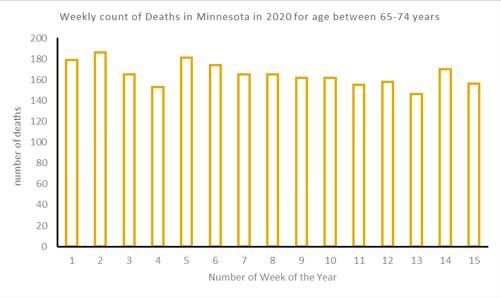 Weekly count of Deaths in Minnesota in 2020 for age between 65-74 years
200
180
160
140
120
100
80
60
40
20
0
number of deaths
1 2 3 4 5 6 7 8 9 10 11 12 13 14 15
Number of Week of the Year